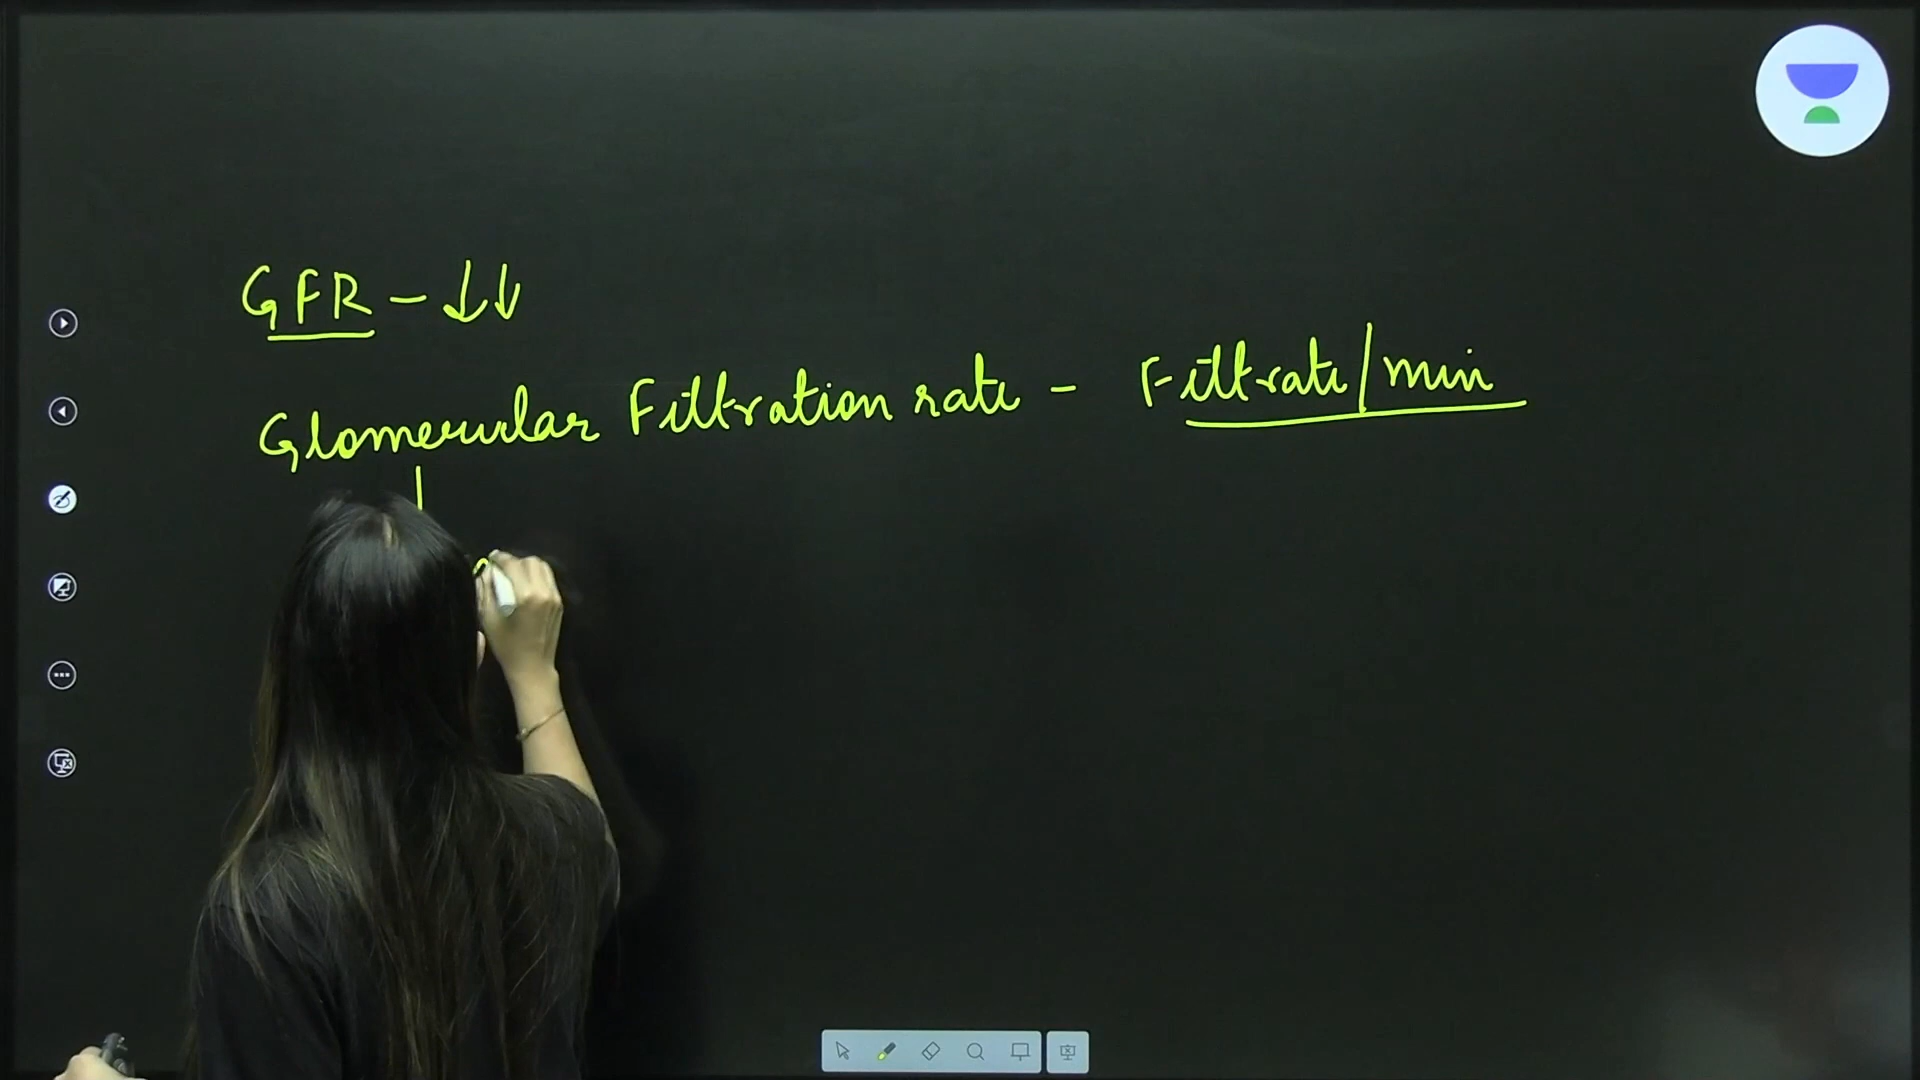 GFR - ↓↓
Glomerular Filtration rate - Filtrate/min